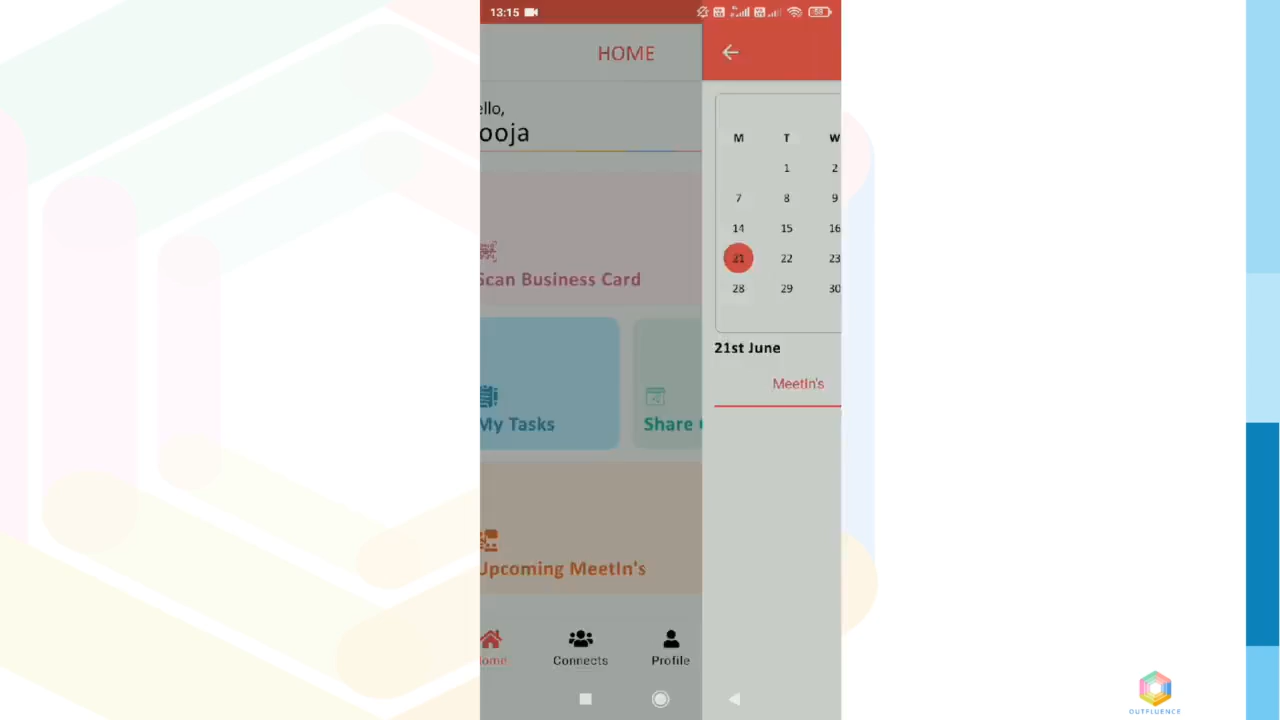 13:15
HOME
ello,
ooja
Scan Business Card
My Tasks
Share
Upcoming MeetIn's
ome
Connects
Profile
M T W
1 2
7 8 9
14 15 16
21 22 23
28 29 30
21st June
MeetIn's
OUTFLUENCE